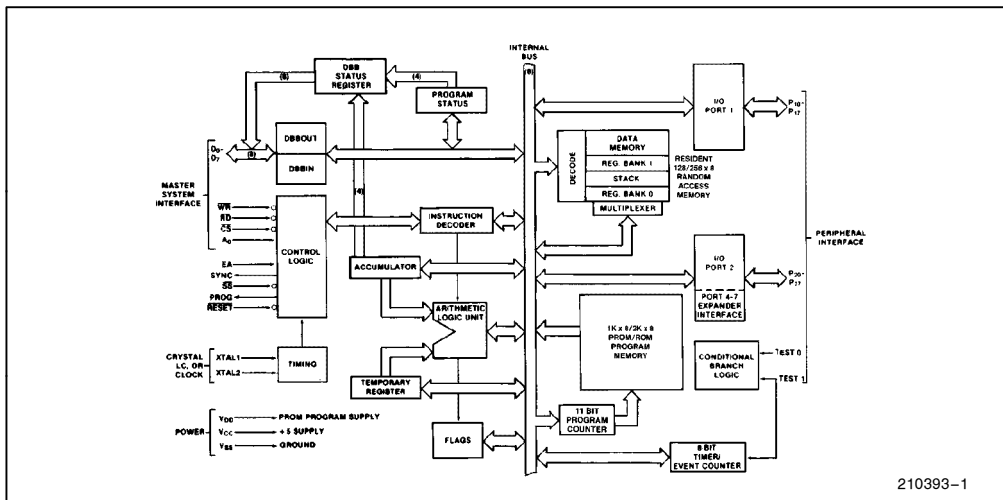 INTERNAL
BUS
(8)
DBB
STATUS
REGISTER
(8)
(4)
PROGRAM
STATUS
I/O
PORT 1
P10-
P17
D0-
D7
(8)
DBBOUT
DBBIN
DECODE
DATA
MEMORY
REG. BANK 1
STACK
REG. BANK 0
MULTIPLEXER
RESIDENT
128/256 x 8
RANDOM
ACCESS
MEMORY
MASTER
SYSTEM
INTERFACE
(4)
WR
RD
CS
A0
EA
SYNC
SS
PROG
RESET
CONTROL
LOGIC
INSTRUCTION
DECODER
PERIPHERAL
INTERFACE
ACCUMULATOR
I/O
PORT 2
PORT 4-7
EXPANDER
INTERFACE
P20-
P27
ARITHMETIC
LOGIC UNIT
1K x 8/2K x 8
PROM/ROM
PROGRAM
MEMORY
CRYSTAL
LC, OR
CLOCK
XTAL1
XTAL2
TIMING
TEMPORARY
REGISTER
CONDITIONAL
BRANCH
LOGIC
TEST 0
TEST 1
11 BIT
PROGRAM
COUNTER
POWER
VDD PROM PROGRAM SUPPLY
VCC + 5 SUPPLY
VSS GROUND
FLAGS
8 BIT
TIMER/
EVENT COUNTER
210393–1